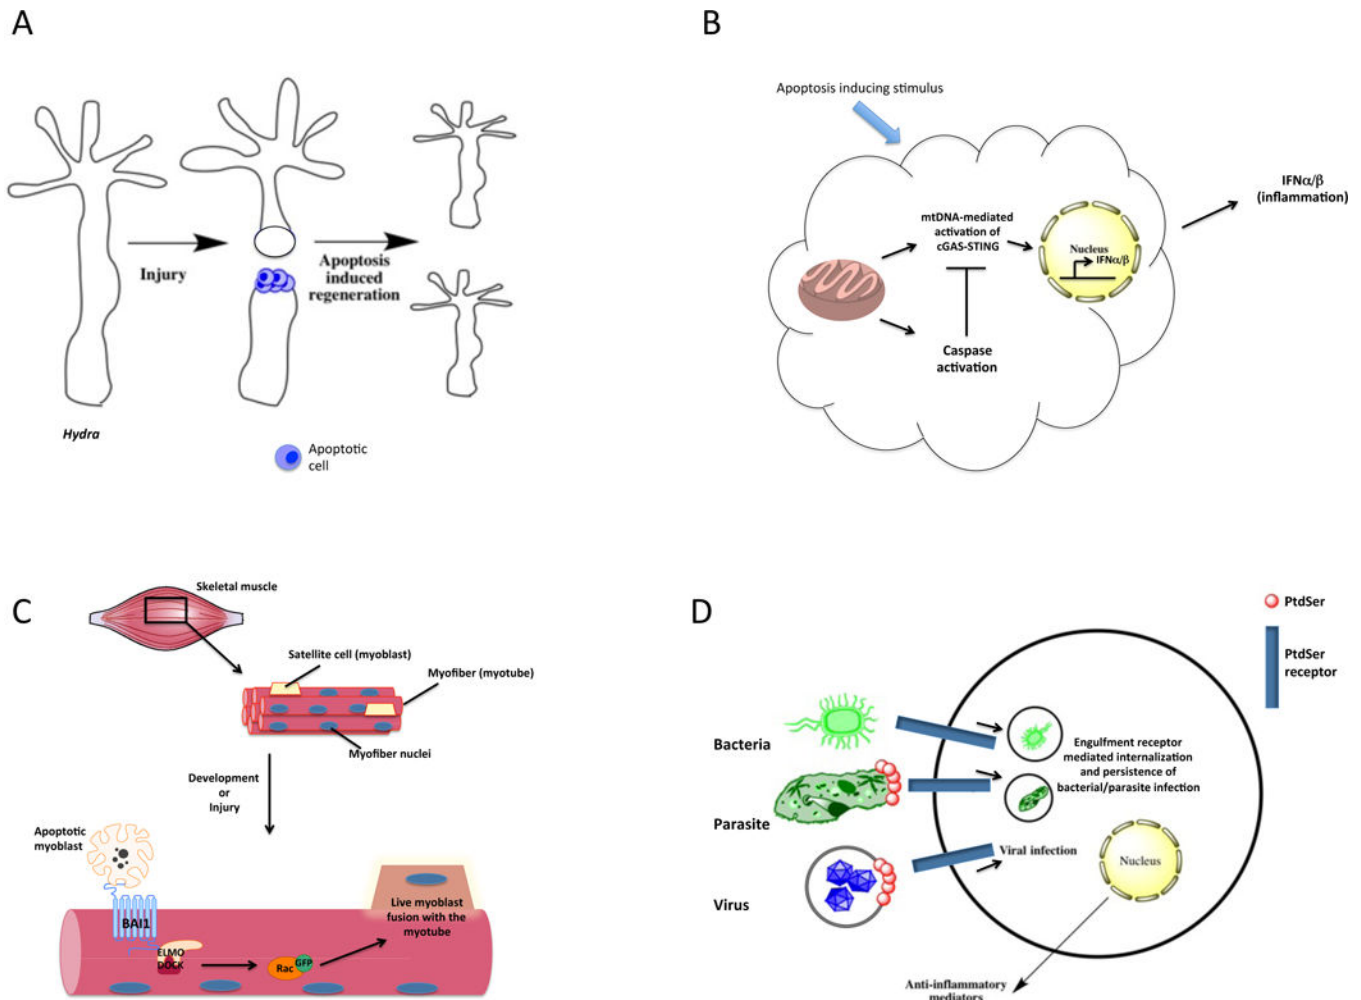 A
Injury
Apoptosis
induced
regeneration
Hydra
Apoptotic
cell
B
Apoptosis inducing stimulus
mtDNA-mediated
activation of
cGAS-STING
Nucleus
IFNα/β
Caspase
activation
IFNα/β
(inflammation)
C
Skeletal muscle
Satellite cell (myoblast)
Myofiber (myotube)
Myofiber nuclei
Development
or
Injury
Apoptotic
myoblast
BAI1
ELMO
DOCK
Rac
GFP
Live myoblast
fusion with the
myotube
D
PtdSer
PtdSer
receptor
Bacteria
Parasite
Virus
Engulfment receptor
mediated internalization
and persistence of
bacterial/parasite infection
Viral infection
Nucleus
Anti-inflammatory
mediators